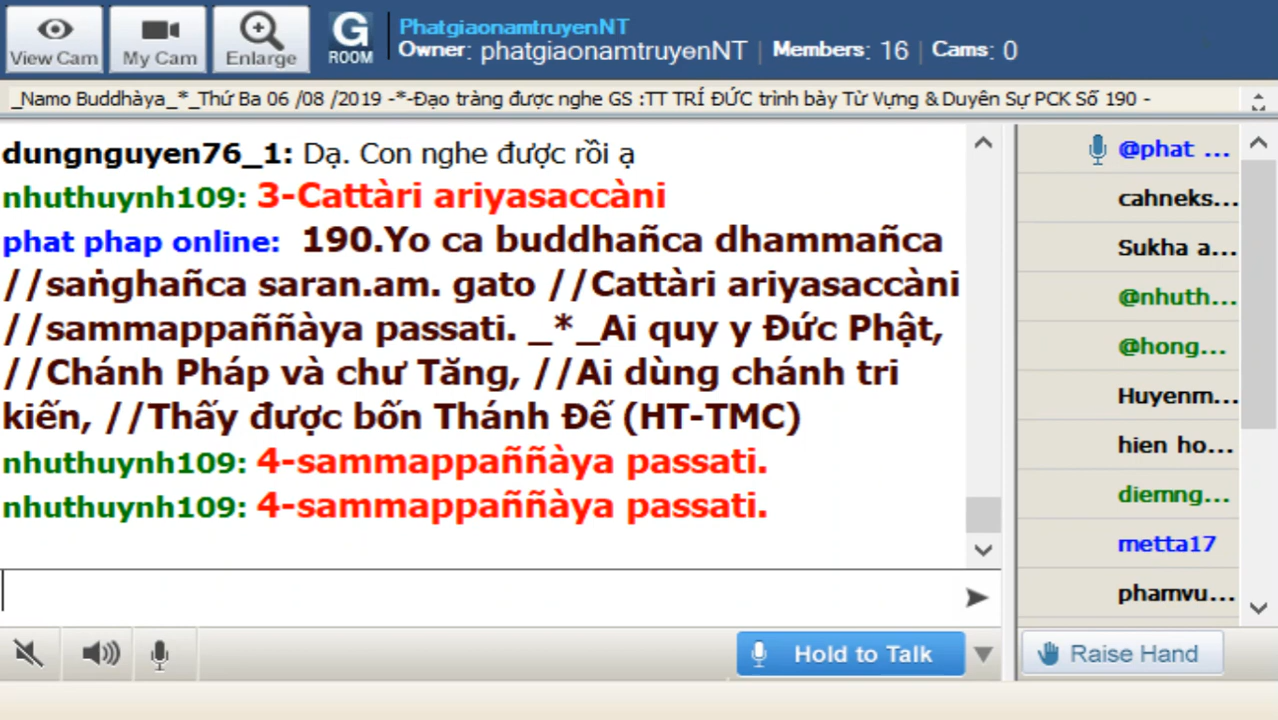 View Cam
My Cam
Enlarge
G
ROOM
PhatgiaonamtruyenNT
Owner: phatgiaonamtruyenNT | Members: 16 | Cams: 0
_Namo Buddhàya_*_Thứ Ba 06 /08 /2019 -*-Đạo tràng được nghe GS :TT TRÍ ĐỨC trình bày Từ Vựng & Duyên Sự PCK Số 190 -
dungnguyen76_1: Dạ. Con nghe được rồi ạ
nhuthuynh109: 3-Cattàri ariyasaccàni
phat phap online: 190.Yo ca buddhañca dhammañca
//saṅghañca saran.am. gato //Cattàri ariyasaccàni
//sammappaññàya passati. _*_Ai quy y Đức Phật,
//Chánh Pháp và chư Tăng, //Ai dùng chánh tri
kiến, //Thấy được bốn Thánh Đế (HT-TMC)
nhuthuynh109: 4-sammappaññàya passati.
nhuthuynh109: 4-sammappaññàya passati.
Hold to Talk
@phat ...
cahneks...
Sukha a...
@nhuth...
@hong...
Huyenm...
hien ho...
diemng...
metta17
phamvu...
Raise Hand